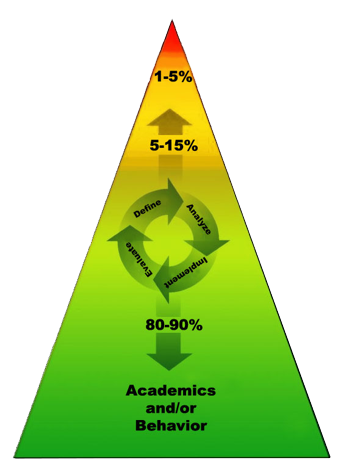 1-5%
5-15%
Define
Analyze
Implement
Evaluate
80-90%
Academics
and/or
Behavior